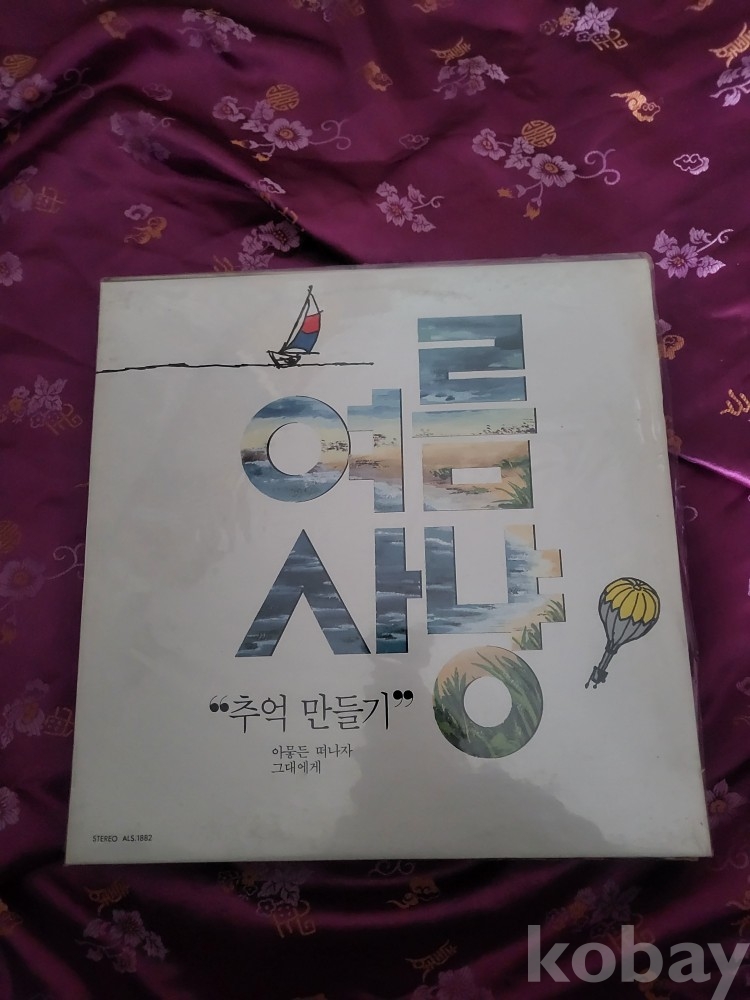 여름
사냥
“추억 만들기”
아뭏든 떠나자
그대에게
STEREO ALS.1882
kobay